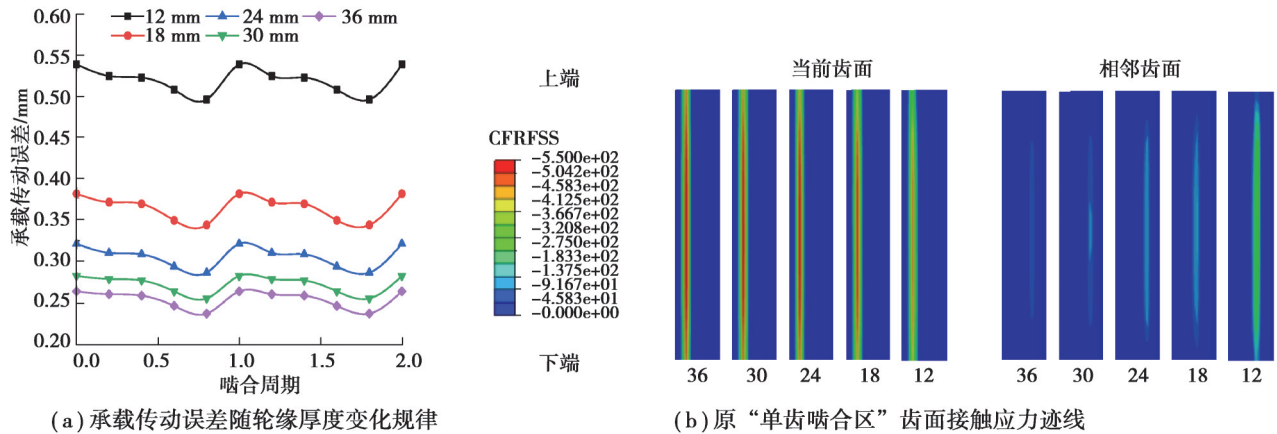 12 mm 24 mm 36 mm
18 mm 30 mm
0.60
0.55
0.50
0.45
0.40
0.35
0.30
0.25
0.20
承载传动误差/mm
0.0 0.5 1.0 1.5 2.0
啮合周期
(a)承载传动误差随轮缘厚度变化规律
上端
CFRFSS
-5.500e+02
-5.042e+02
-4.583e+02
-4.125e+02
-3.667e+02
-3.208e+02
-2.750e+02
-1.833e+02
-1.375e+02
-9.167e+01
-4.583e+01
-0.000e+00
下端
当前齿面 相邻齿面
36 30 24 18 12 36 30 24 18 12
(b)原“单齿啮合区”齿面接触应力迹线